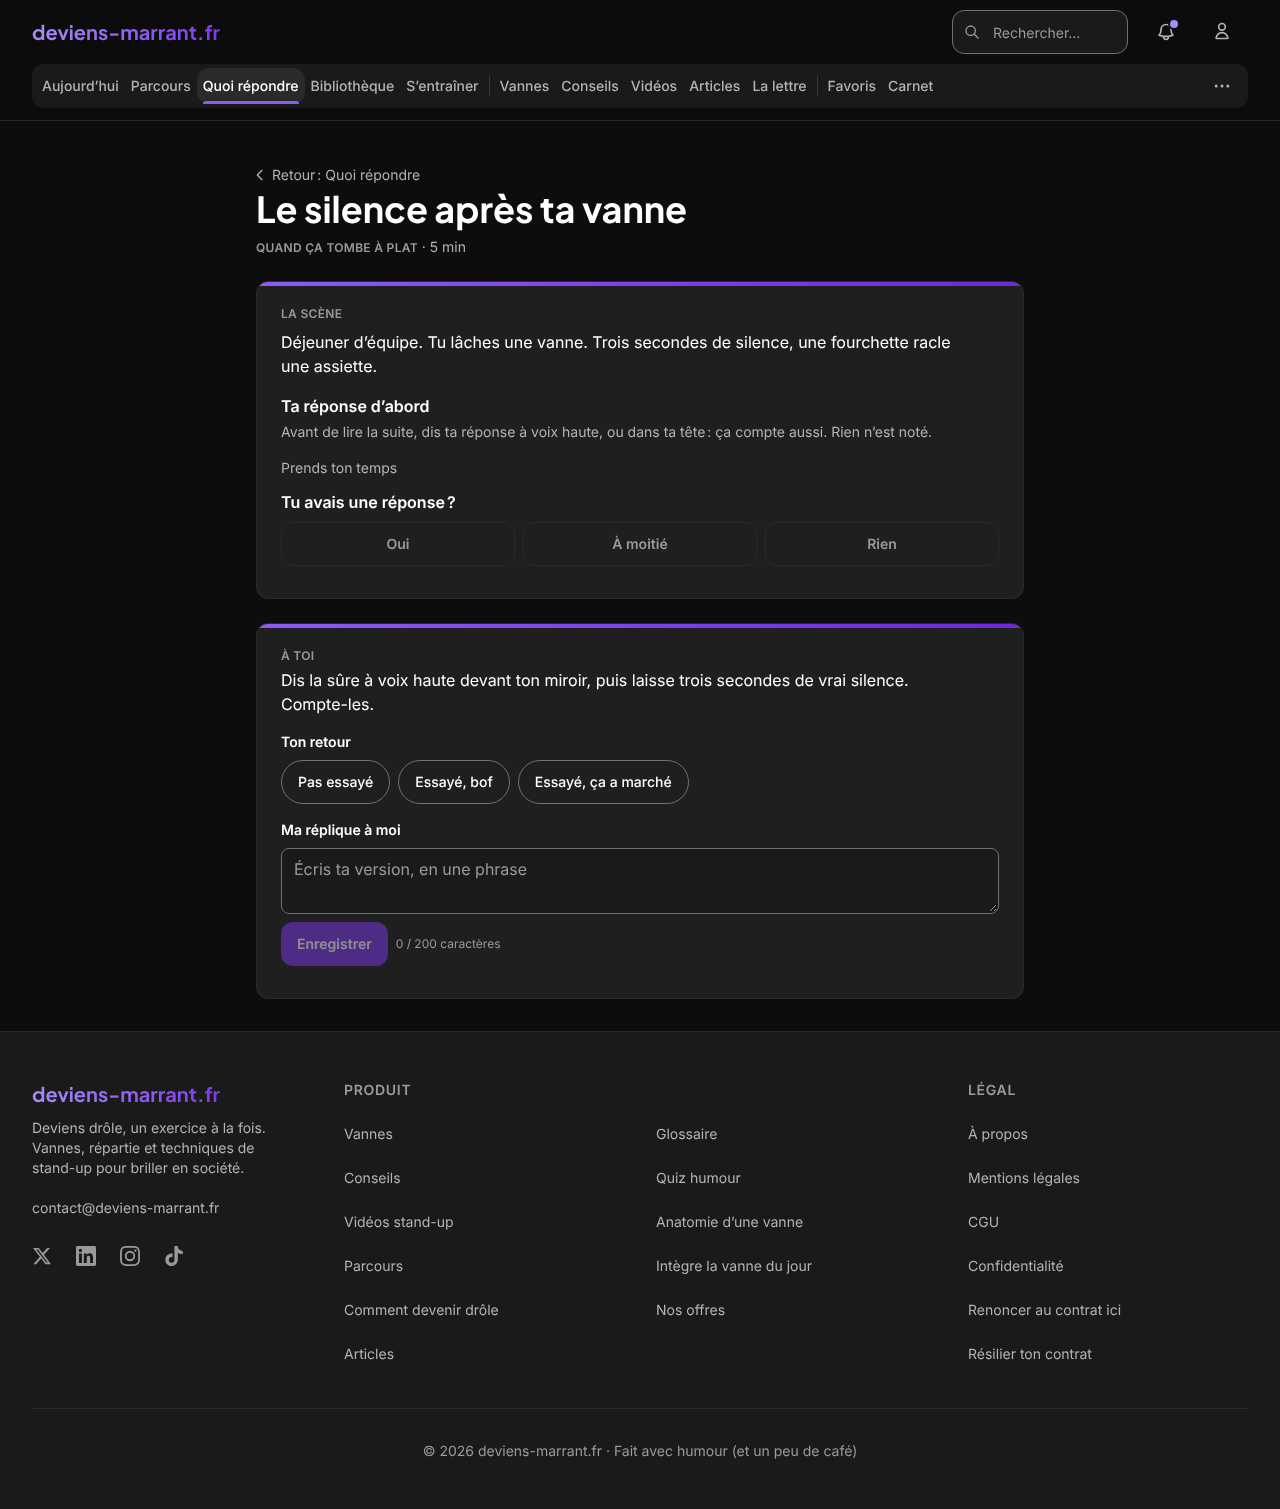 deviens-marrant.fr
Rechercher...
Aujourd’hui Parcours Quoi répondre Bibliothèque S’entraîner Vannes Conseils Vidéos Articles La lettre Favoris Carnet
Retour : Quoi répondre
Le silence après ta vanne
QUAND ÇA TOMBE À PLAT · 5 min
LA SCÈNE
Déjeuner d’équipe. Tu lâches une vanne. Trois secondes de silence, une fourchette racle
une assiette.
Ta réponse d’abord
Avant de lire la suite, dis ta réponse à voix haute, ou dans ta tête : ça compte aussi. Rien n’est noté.
Prends ton temps
Tu avais une réponse ?
Oui À moitié Rien
À TOI
Dis la sûre à voix haute devant ton miroir, puis laisse trois secondes de vrai silence.
Compte-les.
Ton retour
Pas essayé Essayé, bof Essayé, ça a marché
Ma réplique à moi
Écris ta version, en une phrase
Enregistrer 0 / 200 caractères
deviens-marrant.fr
Deviens drôle, un exercice à la fois.
Vannes, répartie et techniques de
stand-up pour briller en société.
contact@deviens-marrant.fr
PRODUIT
Vannes
Conseils
Vidéos stand-up
Parcours
Comment devenir drôle
Articles
Glossaire
Quiz humour
Anatomie d’une vanne
Intègre la vanne du jour
Nos offres
LÉGAL
À propos
Mentions légales
CGU
Confidentialité
Renoncer au contrat ici
Résilier ton contrat
© 2026 deviens-marrant.fr · Fait avec humour (et un peu de café)